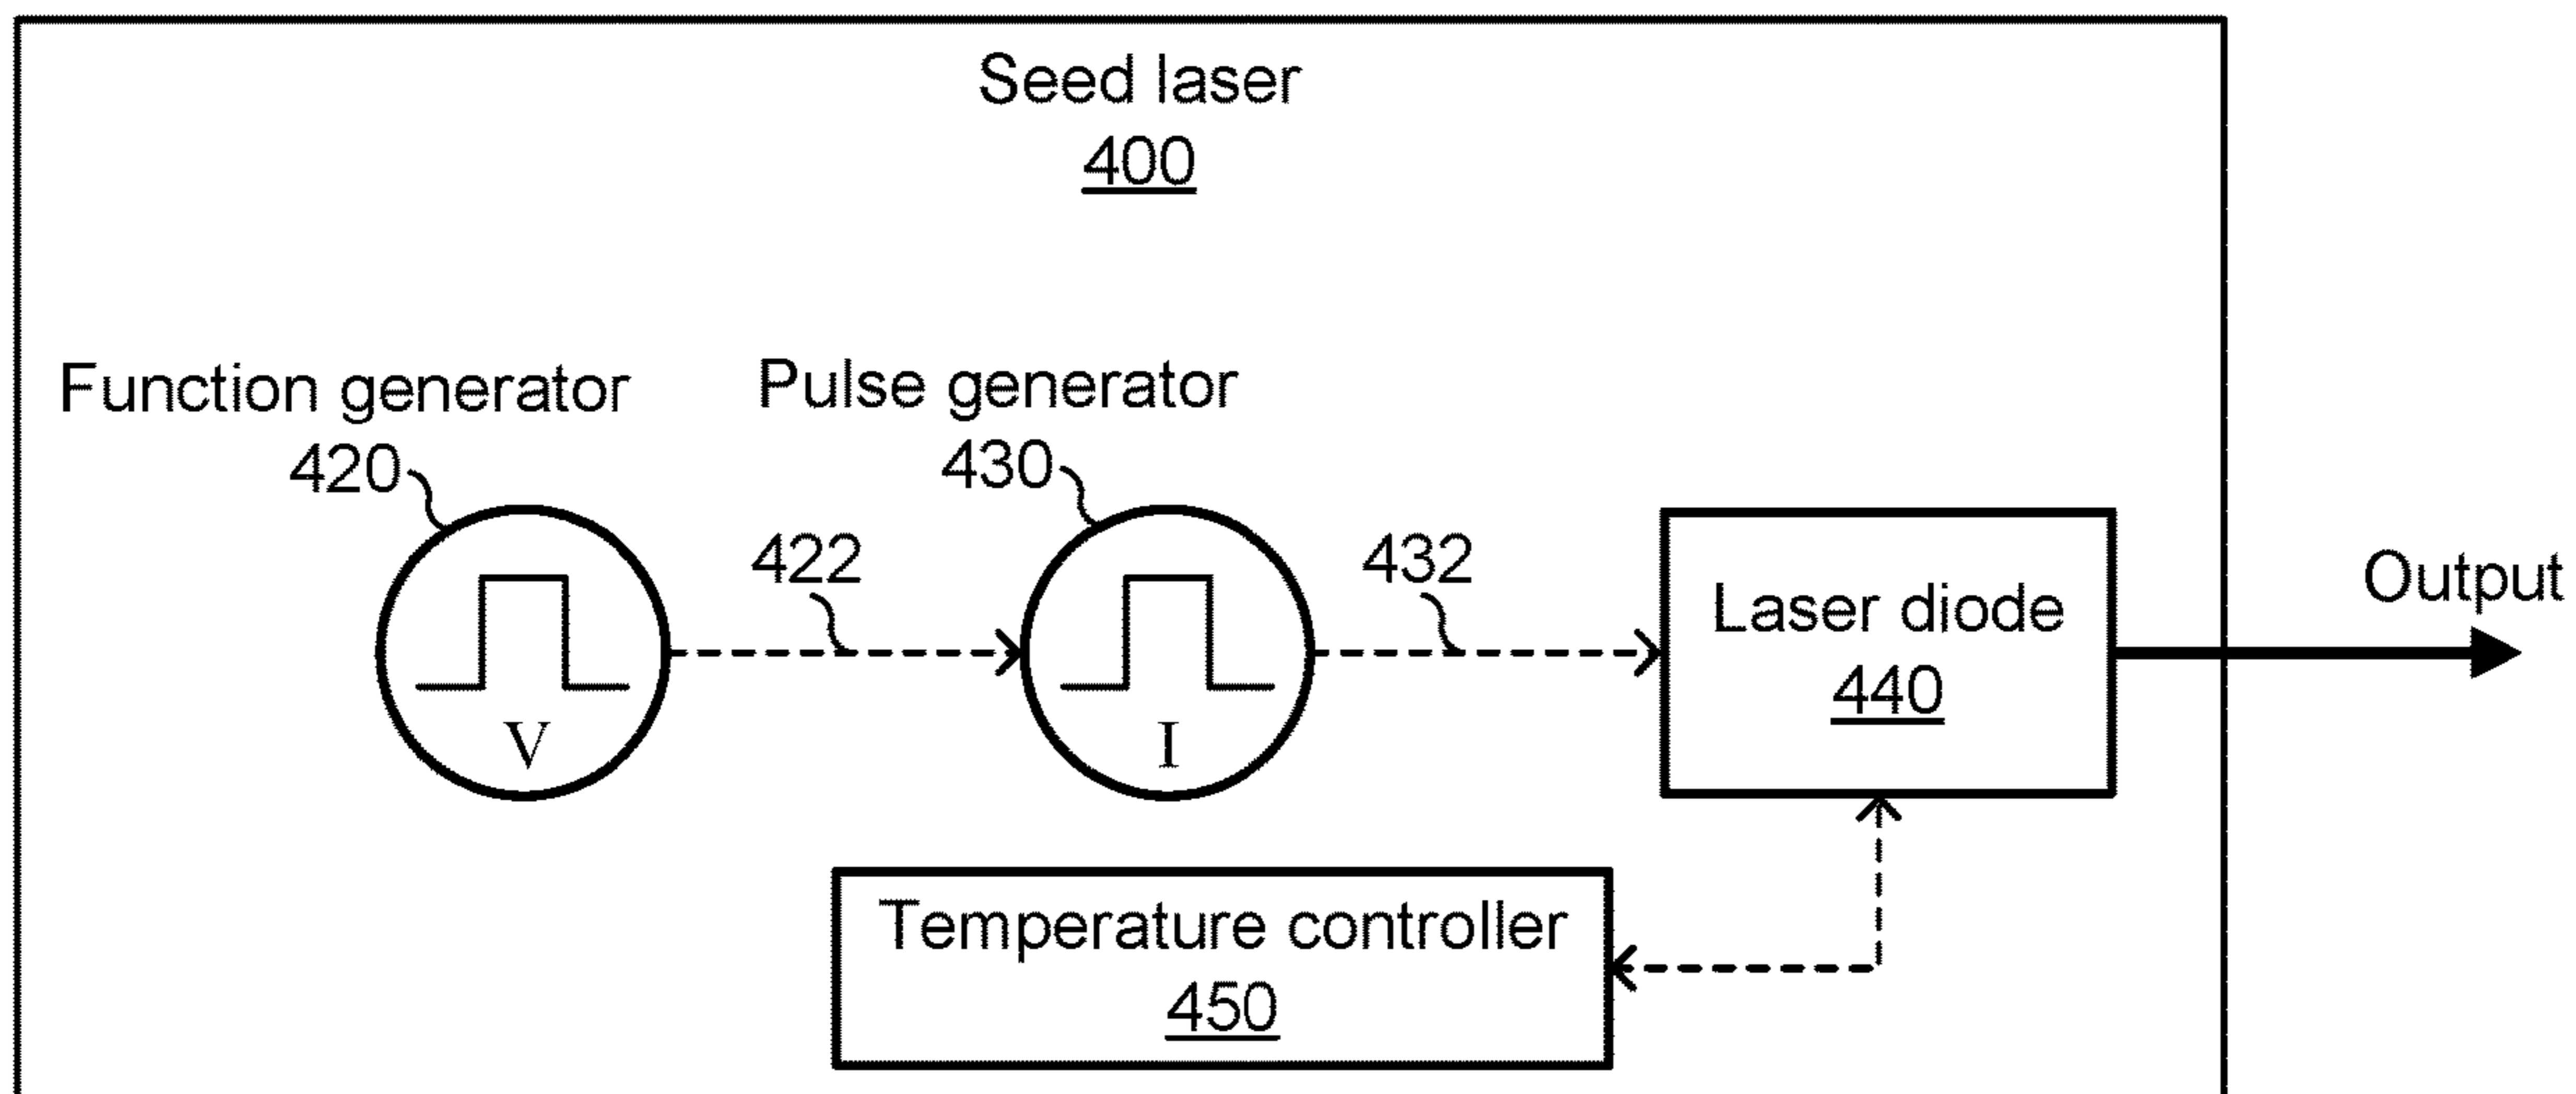 Seed laser
400
Function generator
420
Pulse generator
430
422
432
V
I
Laser diode
440
Output
Temperature controller
450